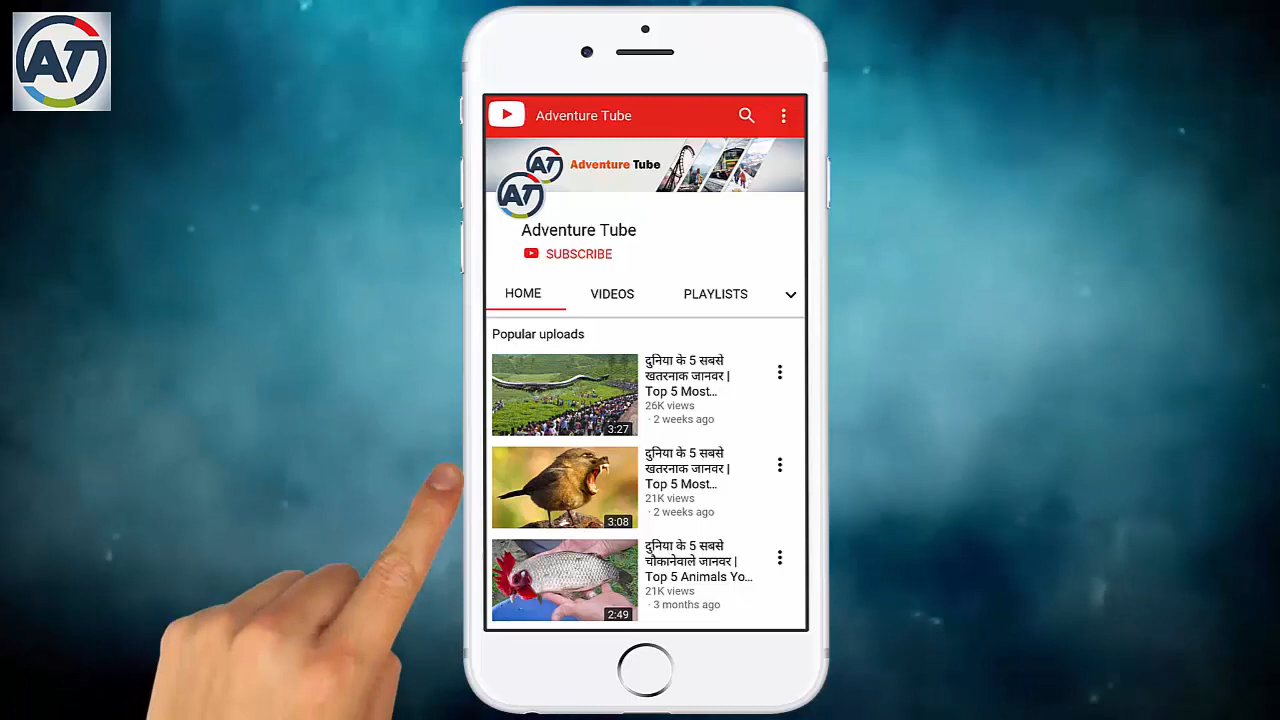 AT
Adventure Tube
AT Adventure Tube
AT
Adventure Tube
SUBSCRIBE
HOME VIDEOS PLAYLISTS
Popular uploads
दुनिया के 5 सबसे
खतरनाक जानवर |
Top 5 Most...
26K views
· 2 weeks ago
3:27
दुनिया के 5 सबसे
खतरनाक जानवर |
Top 5 Most...
21K views
· 2 weeks ago
3:08
दुनिया के 5 सबसे
चौकानेवाले जानवर |
Top 5 Animals Yo...
21K views
· 3 months ago
2:49